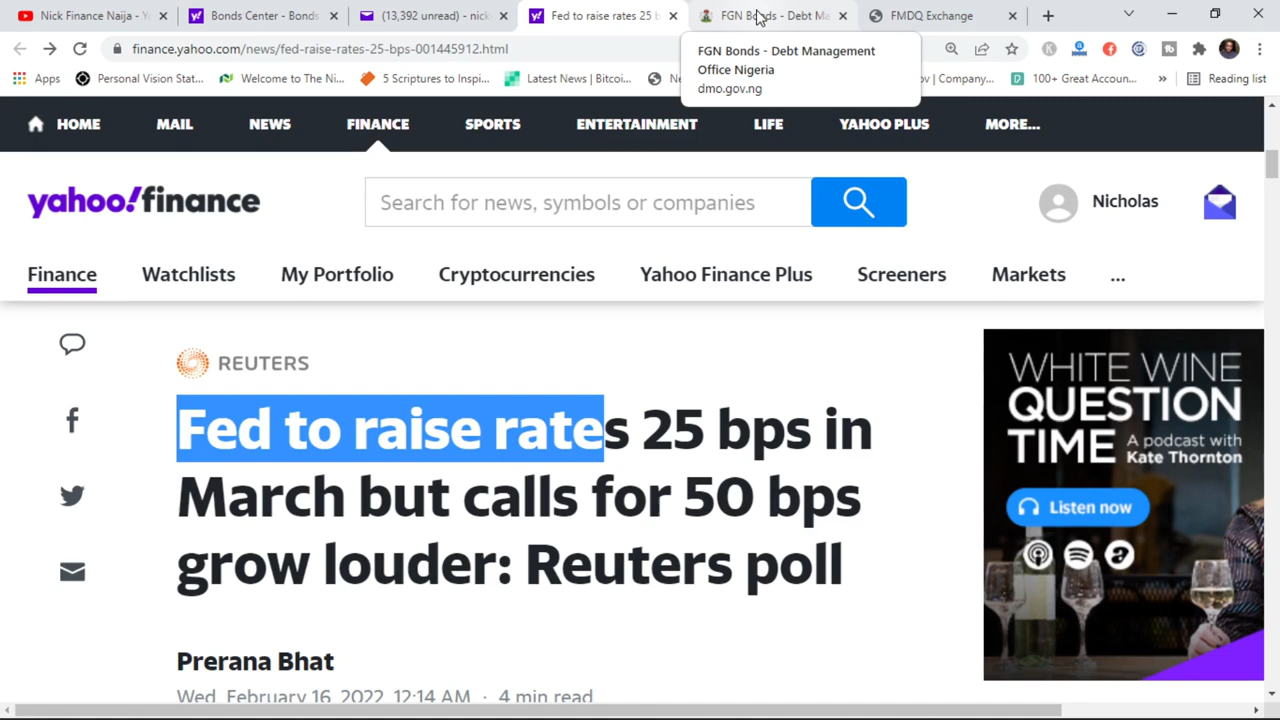 Nick Finance Naija - Y
Bonds Center - Bonds
(13,392 unread) - nick
Fed to raise rates 25 b
FGN Bonds - Debt Ma
FMDQ Exchange
finance.yahoo.com/news/fed-raise-rates-25-bps-001445912.html
Apps
Personal Vision Stat...
Welcome to The Ni...
5 Scriptures to Inspi...
Latest News | Bitcoi...
Ne
ov | Company...
100+ Great Accoun...
»
Reading list
FGN Bonds - Debt Management
Office Nigeria
dmo.gov.ng
HOME
MAIL
NEWS
FINANCE
SPORTS
ENTERTAINMENT
LIFE
YAHOO PLUS
MORE...
yahoo!finance
Search for news, symbols or companies
Nicholas
Finance
Watchlists
My Portfolio
Cryptocurrencies
Yahoo Finance Plus
Screeners
Markets
...
REUTERS
Fed to raise rates 25 bps in
March but calls for 50 bps
grow louder: Reuters poll
Prerana Bhat
Wed, February 16, 2022, 12:14 AM · 4 min read
WHITE WINE
QUESTION
TIME
A podcast with
Kate Thornton
Listen now